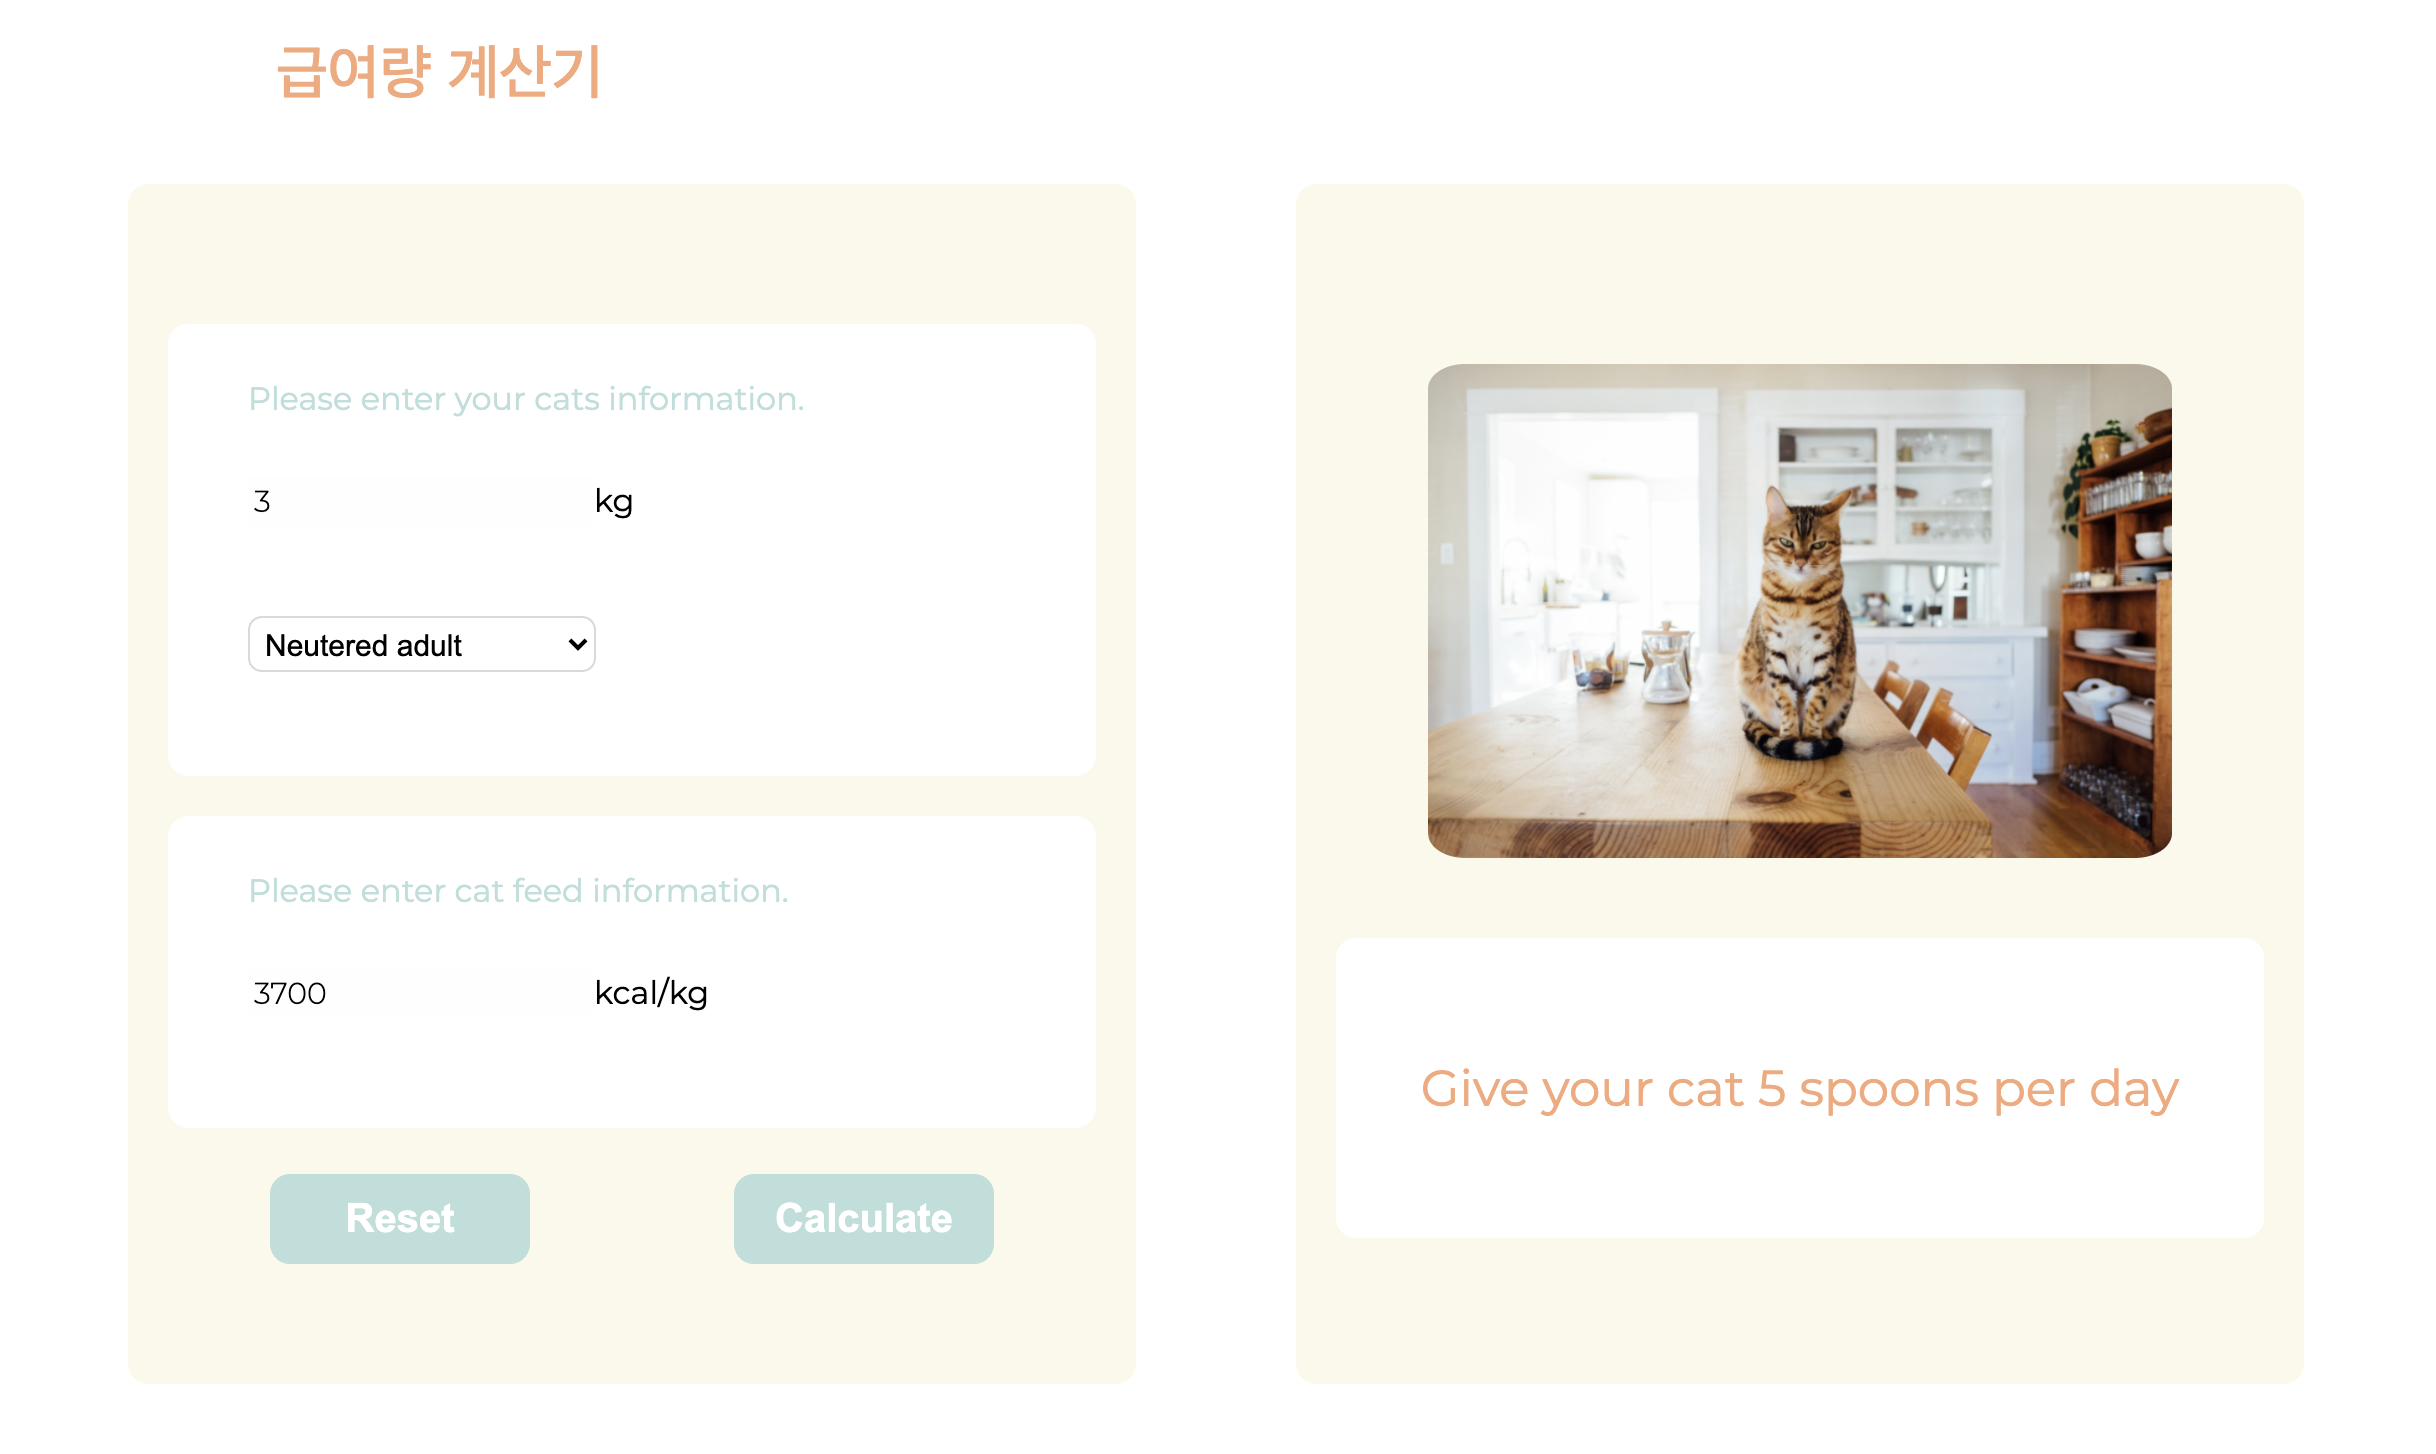 급여량 계산기
Please enter your cats information.
3 kg
Neutered adult
Please enter cat feed information.
3700 kcal/kg
Reset Calculate
Give your cat 5 spoons per day